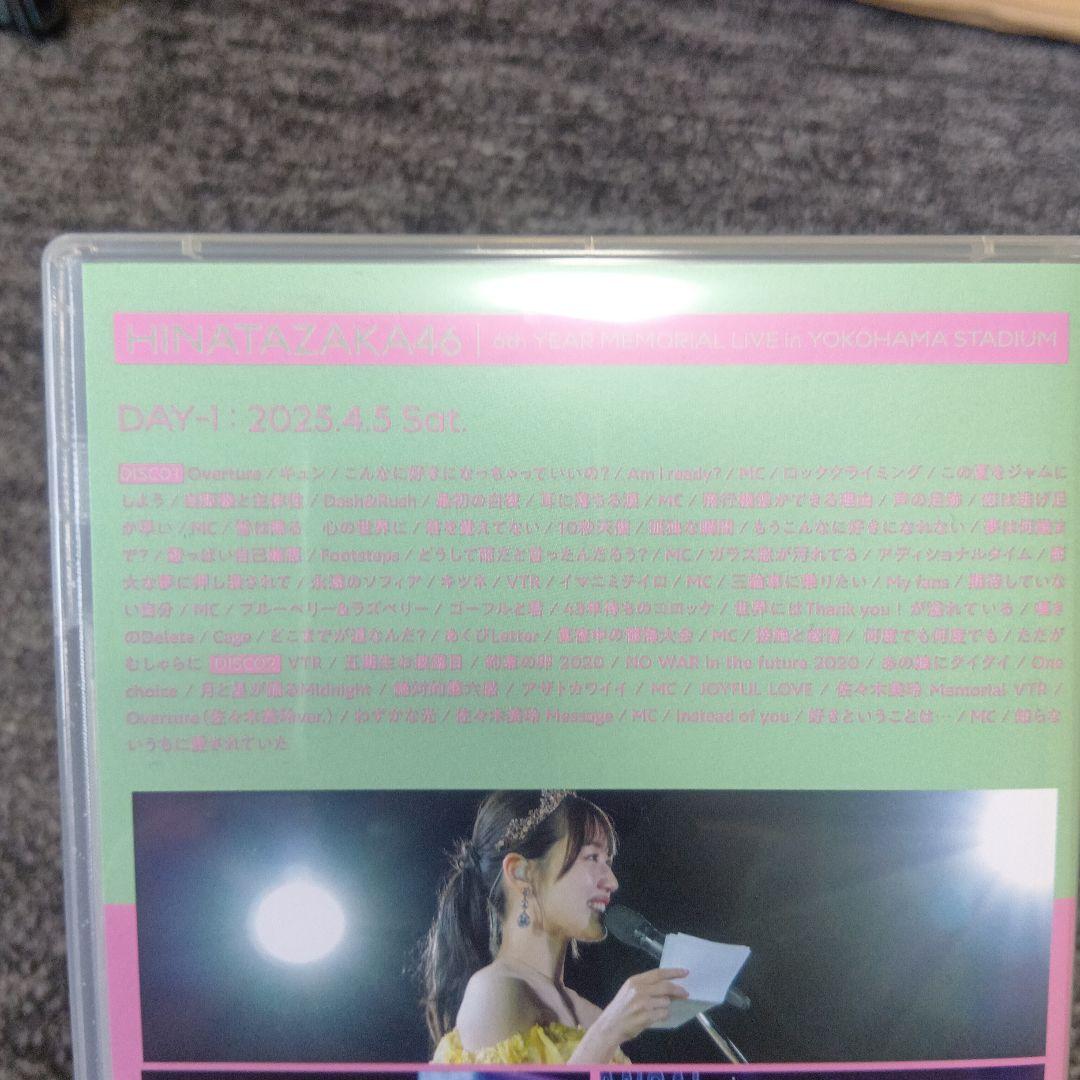 HINATAZAKA46 | 6th YEAR MEMORIAL LIVE in YOKOHAMA STADIUM
DAY-1 : 2025.4.5 Sat.
DISC01 Overture / キュン / こんなに好きになっちゃっていいの? / Am I ready? / MC / ロッククライミング / この夏をジャムに
しよう / 自販機と主体性 / Dash&Rush / 最初の白夜 / 耳に落ちる涙 / MC / 飛行機雲ができる理由 / 声の足跡 / 恋は逃げ足
が早い / MC / 雪は降る 心の世界に / 君を覚えてない / 10秒天使 / 孤独な瞬間 / もうこんなに好きになれない / 夢は何歳ま
で? / 酸っぱい自己嫌悪 / Footsteps / どうして雨だと言ったんだろう? / MC / ガラス窓が汚れてる / アディショナルタイム /
大な夢に押し潰されて / 永遠のソフィア / キツネ / VTR / イマニミテイロ / MC / 三輪車に乗りたい / My fans / 期待していな
い自分 / MC / ブルーベリー&ラズベリー / ゴーフルと君 / 43年待ちのコロッケ / 世界にはThank you! が溢れている / 嘆き
のDelete / Cage / どこまでが道なんだ? / めくびLetter / 真夜中の懺悔大会 / MC / 接触と感情 / 何度でも何度でも / ただが
むしゃらに DISC02 VTR / 五期生お披露目 / 約束の卵 2020 / NO WAR in the future 2020 / あの娘にグイグイ / One
choice / 月と星が踊るMidnight / 絶対的第六感 / アザトカワイイ / MC / JOYFUL LOVE / 佐々木美玲 Memorial VTR /
Overture (佐々木美玲ver.) / わずかな光 / 佐々木美玲 Message / MC / Instead of you / 好きということは… / MC / 知らな
いうちに愛されていた